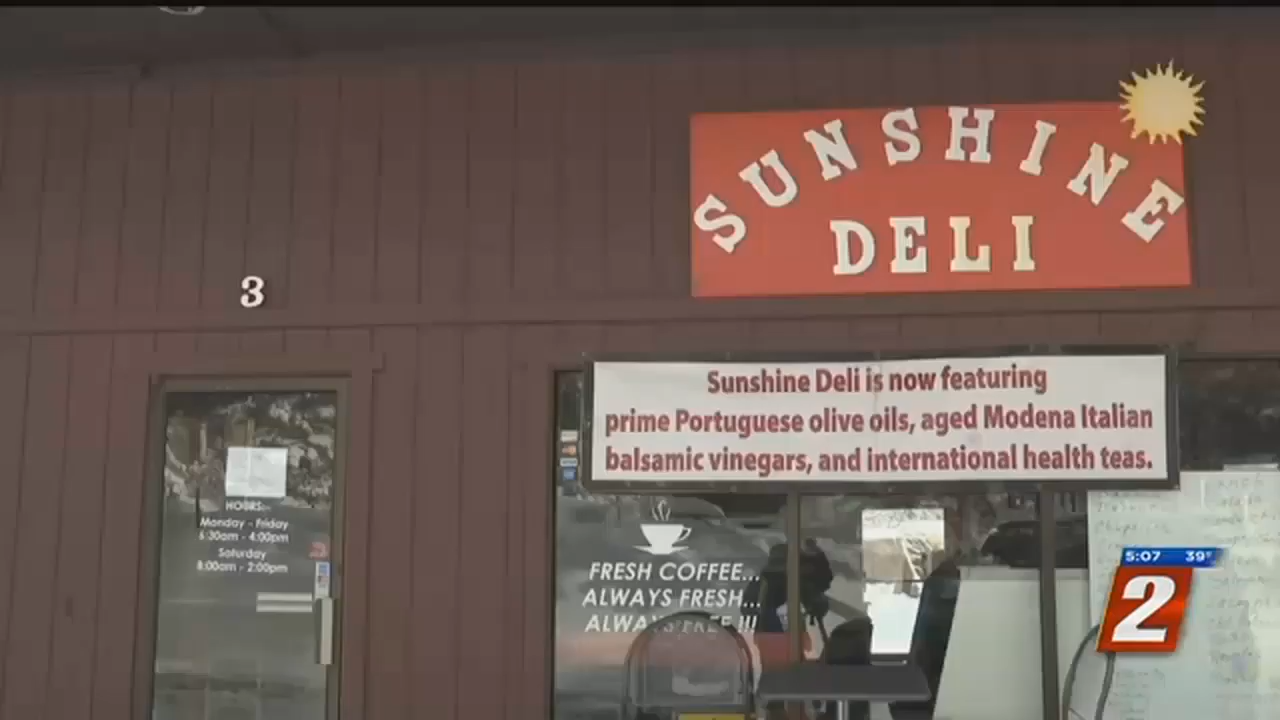 SUNSHINE
DELI
3
Sunshine Deli is now featuring
prime Portuguese olive oils, aged Modena Italian
balsamic vinegars, and international health teas.
HOURS:
Monday - Friday
6:30am - 4:00pm
Saturday
8:00am - 2:00pm
FRESH COFFEE...
ALWAYS FRESH...
ALWAYS FREE !!!
5:07 39°
2